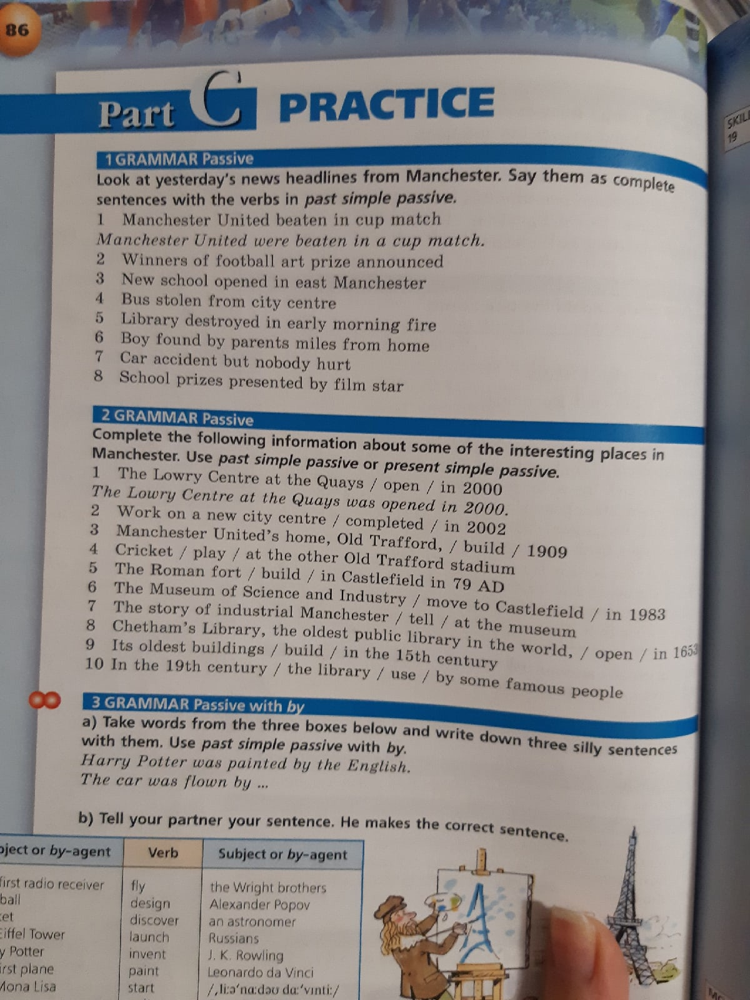 86
Part C PRACTICE
SKILL
19
1 GRAMMAR Passive
Look at yesterday's news headlines from Manchester. Say them as complete
sentences with the verbs in past simple passive.
1 Manchester United beaten in cup match
Manchester United were beaten in a cup match.
2 Winners of football art prize announced
3 New school opened in east Manchester
4 Bus stolen from city centre
5 Library destroyed in early morning fire
6 Boy found by parents miles from home
7 Car accident but nobody hurt
8 School prizes presented by film star
2 GRAMMAR Passive
Complete the following information about some of the interesting places in
Manchester. Use past simple passive or present simple passive.
1 The Lowry Centre at the Quays / open / in 2000
The Lowry Centre at the Quays was opened in 2000.
2 Work on a new city centre / completed / in 2002
3 Manchester United's home, Old Trafford, / build / 1909
4 Cricket / play / at the other Old Trafford stadium
5 The Roman fort / build / in Castlefield in 79 AD
6 The Museum of Science and Industry / move to Castlefield / in 1983
7 The story of industrial Manchester / tell / at the museum
8 Chetham's Library, the oldest public library in the world, / open / in 1653
9 Its oldest buildings / build / in the 15th century
10 In the 19th century / the library / use / by some famous people
3 GRAMMAR Passive with by
a) Take words from the three boxes below and write down three silly sentences
with them. Use past simple passive with by.
Harry Potter was painted by the English.
The car was flown by ...
b) Tell your partner your sentence. He makes the correct sentence.
bject or by-agent Verb Subject or by-agent
first radio receiver fly the Wright brothers
ball design Alexander Popov
ket discover an astronomer
Eiffel Tower launch Russians
y Potter invent J. K. Rowling
irst plane paint Leonardo da Vinci
Mona Lisa start /ˌliːəˈnɑːdəʊ dɑːˈvɪntiː/